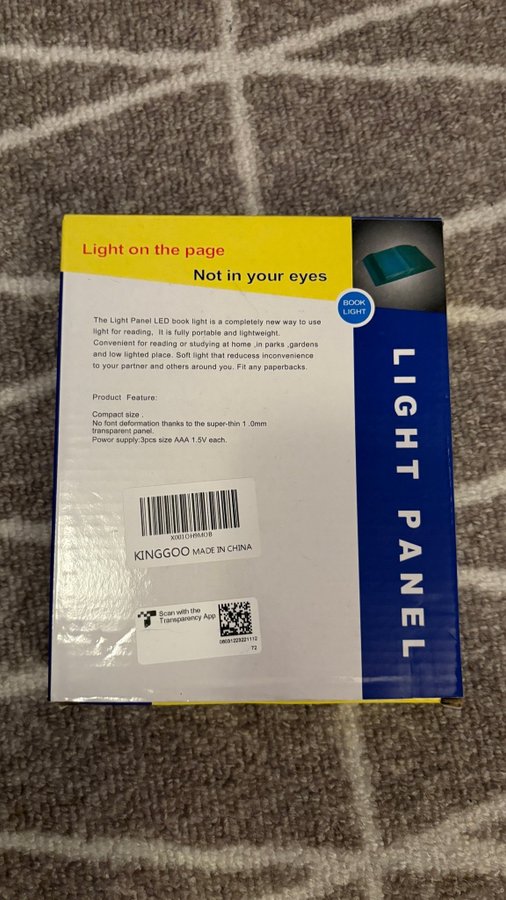 Light on the page
Not in your eyes
BOOK
LIGHT
The Light Panel LED book light is a completely new way to use
light for reading, It is fully portable and lightweight.
Convenient for reading or studying at home ,in parks ,gardens
and low lighted place. Soft light that reducess inconvenience
to your partner and others around you. Fit any paperbacks.
Product Feature:
Compact size .
No font deformation thanks to the super-thin 1 .0mm
transparent panel.
Powor supply:3pcs size AAA 1.5V each.
LIGHT PANEL
X001OH9MOB
KINGGOO MADE IN CHINA
Scan with the
Transparency App
T2